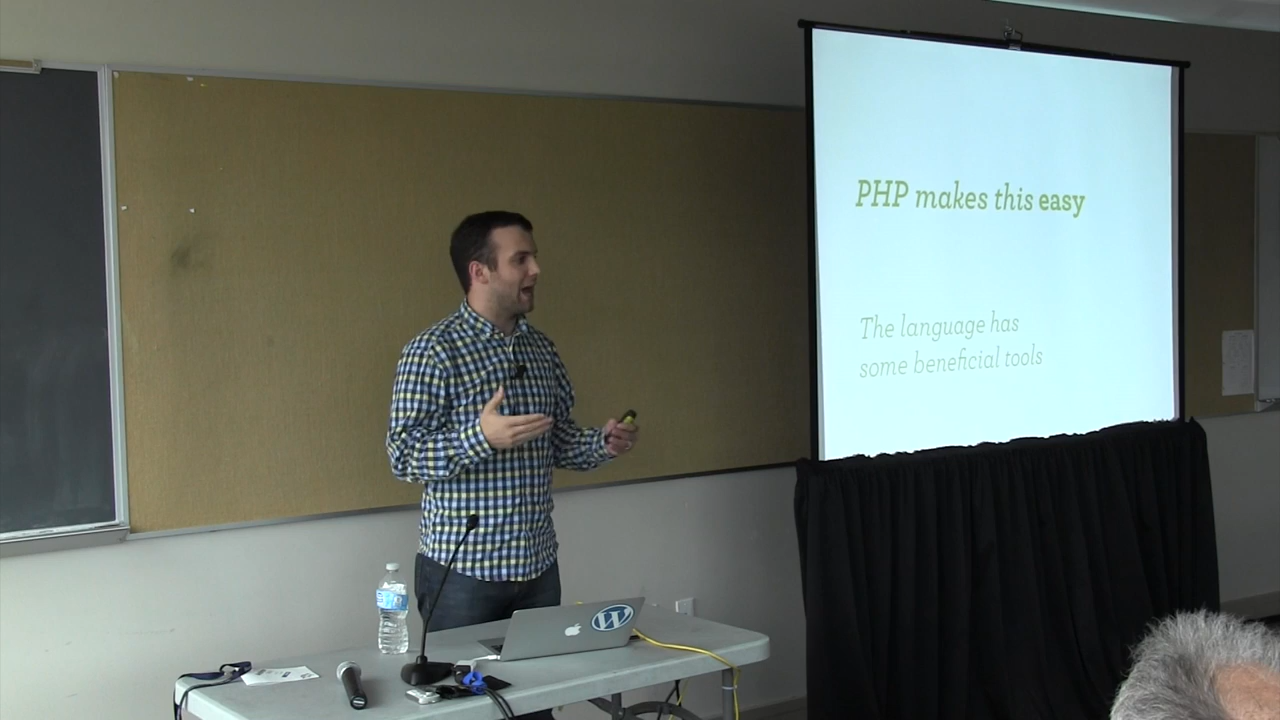 PHP makes this easy
The language has
some beneficial tools
W